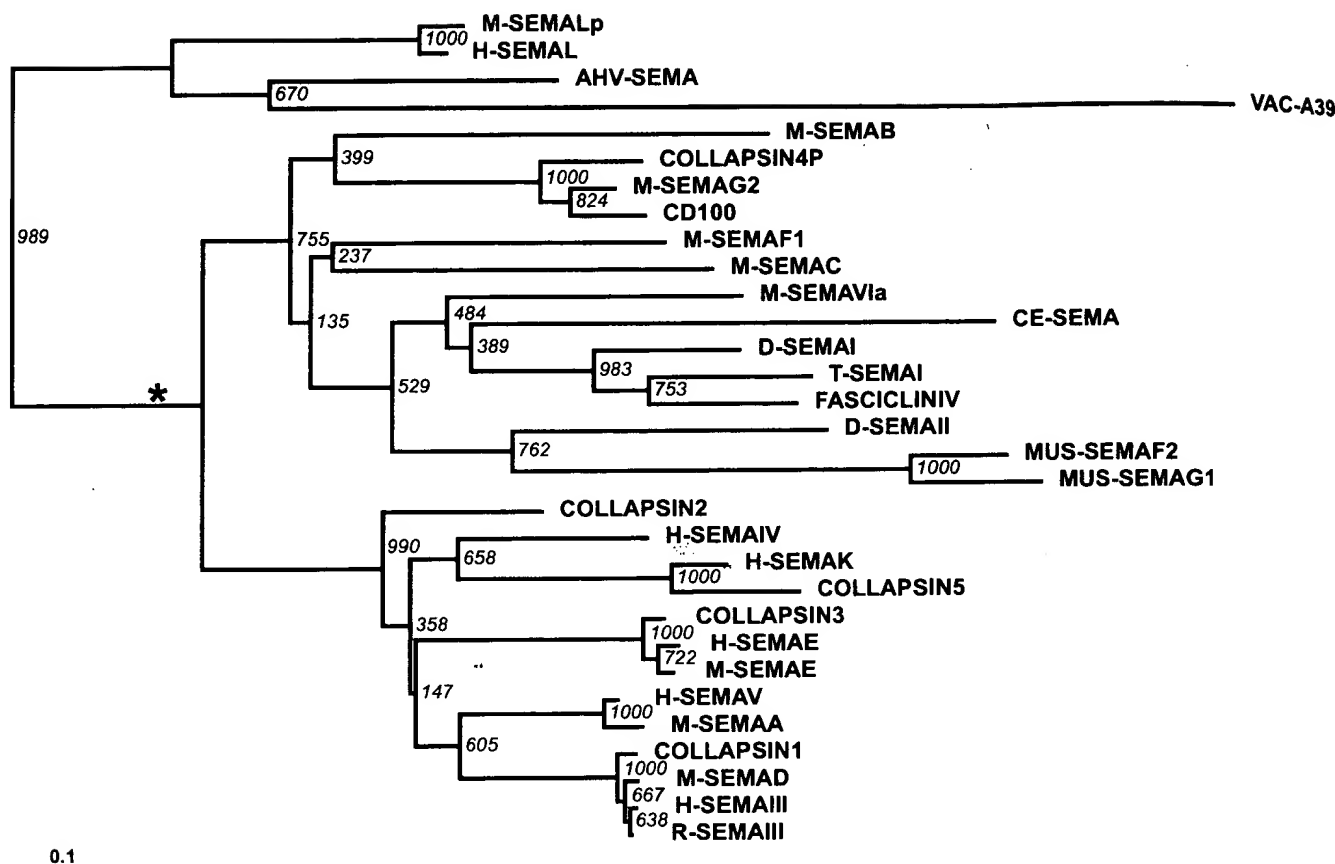 M-SEMALp
1000
H-SEMAL
AHV-SEMA
670
VAC-A39
M-SEMAB
399
COLLAPSIN4P
1000
M-SEMAG2
824
CD100
989
755
M-SEMAF1
237
M-SEMAC
135
M-SEMAVIa
484
CE-SEMA
389
D-SEMAI
983
T-SEMAI
753
FASCICLINIV
529
*
D-SEMAII
762
MUS-SEMAF2
1000
MUS-SEMAG1
COLLAPSIN2
990
H-SEMAIV
658
H-SEMAK
1000
COLLAPSIN5
358
COLLAPSIN3
1000
H-SEMAE
722
M-SEMAE
147
H-SEMAV
1000
M-SEMAA
605
COLLAPSIN1
1000
M-SEMAD
667
H-SEMAIII
638
R-SEMAIII
0.1